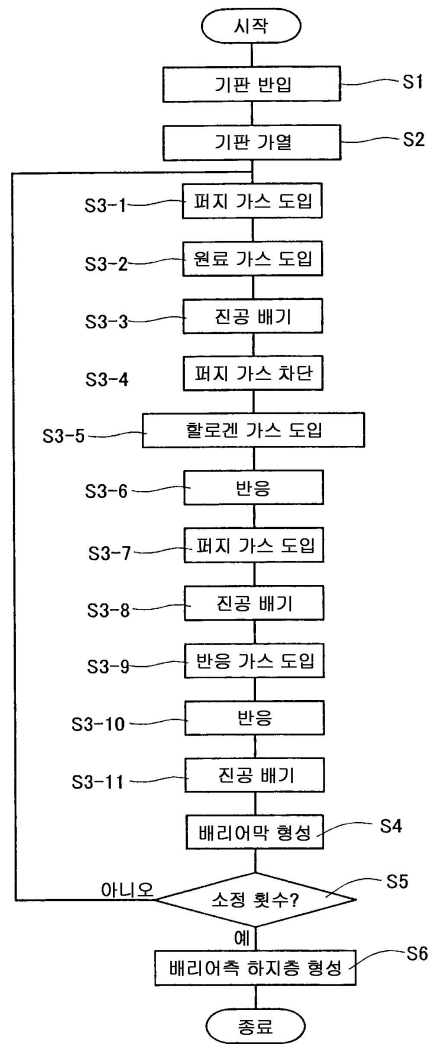 시작
기판 반입 S1
기판 가열 S2
S3-1 퍼지 가스 도입
S3-2 원료 가스 도입
S3-3 진공 배기
S3-4 퍼지 가스 차단
S3-5 할로겐 가스 도입
S3-6 반응
S3-7 퍼지 가스 도입
S3-8 진공 배기
S3-9 반응 가스 도입
S3-10 반응
S3-11 진공 배기
배리어막 형성 S4
아니오 소정 횟수? S5
예
배리어측 하지층 형성 S6
종료